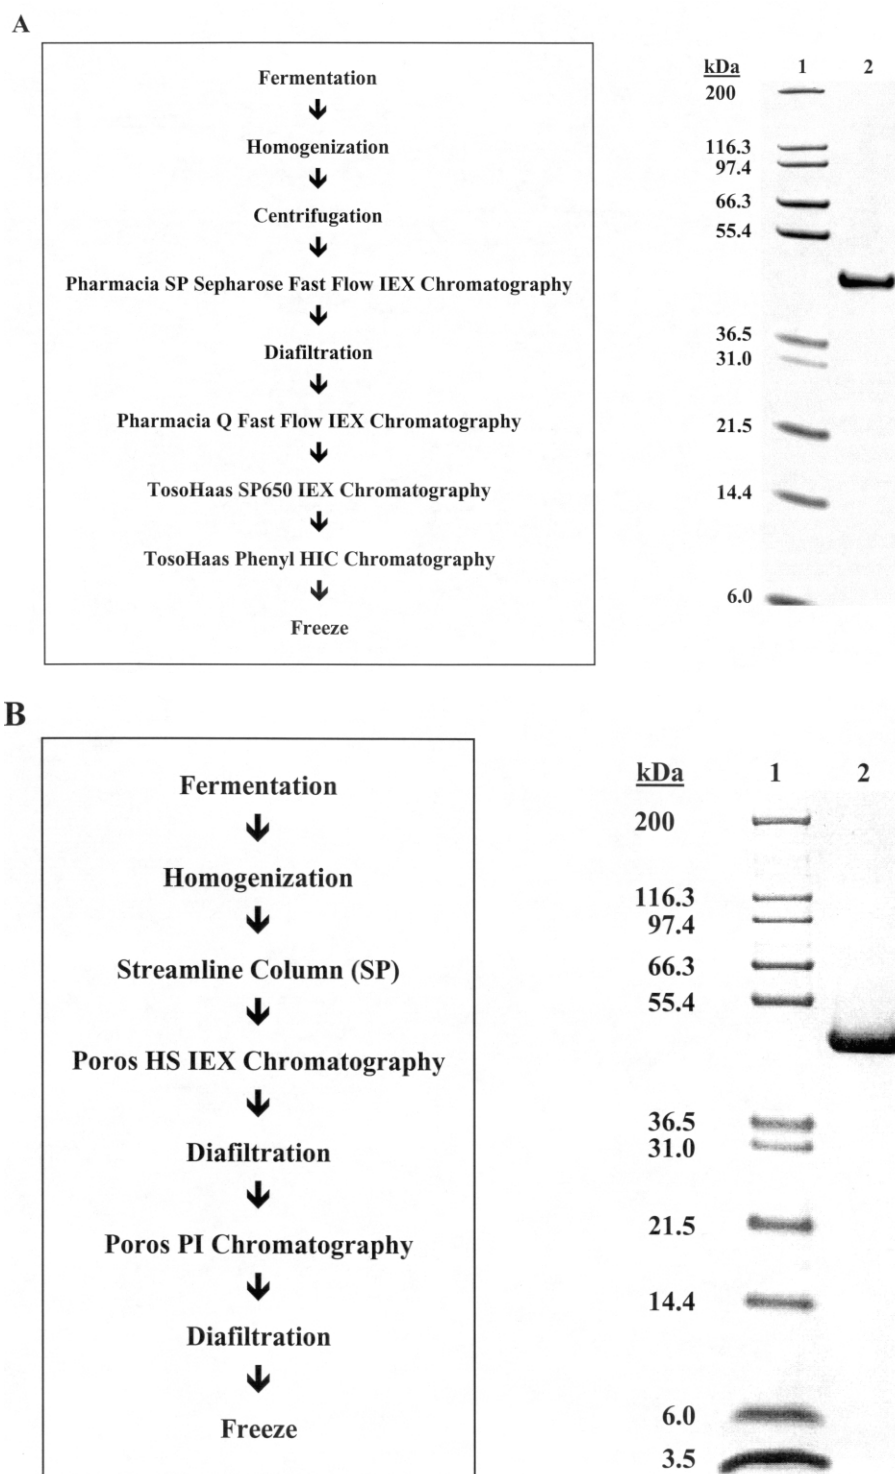 A
Fermentation
Homogenization
Centrifugation
Pharmacia SP Sepharose Fast Flow IEX Chromatography
Diafiltration
Pharmacia Q Fast Flow IEX Chromatography
TosoHaas SP650 IEX Chromatography
TosoHaas Phenyl HIC Chromatography
Freeze
kDa 1 2
200
116.3
97.4
66.3
55.4
36.5
31.0
21.5
14.4
6.0
B
Fermentation
Homogenization
Streamline Column (SP)
Poros HS IEX Chromatography
Diafiltration
Poros PI Chromatography
Diafiltration
Freeze
kDa 1 2
200
116.3
97.4
66.3
55.4
36.5
31.0
21.5
14.4
6.0
3.5